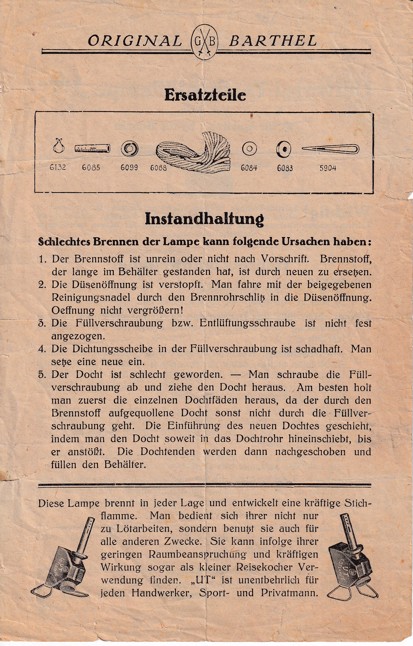 ORIGINAL G B BARTHEL
Ersatzteile
6132 6085 6099 6088 6084 6083 5904
Instandhaltung
Schlechtes Brennen der Lampe kann folgende Ursachen haben:
1. Der Brennstoff ist unrein oder nicht nach Vorschrift. Brennstoff,
der lange im Behälter gestanden hat, ist durch neuen zu ersetzen.
2. Die Düsenöffnung ist verstopft. Man fahre mit der beigegebenen
Reinigungsnadel durch den Brennrohrschlitz in die Düsenöffnung.
Oeffnung nicht vergrößern!
3. Die Füllverschraubung bzw. Entlüftungsschraube ist nicht fest
angezogen.
4. Die Dichtungsscheibe in der Füllverschraubung ist schadhaft. Man
setze eine neue ein.
5. Der Docht ist schlecht geworden. — Man schraube die Füll-
verschraubung ab und ziehe den Docht heraus. Am besten holt
man zuerst die einzelnen Dochtfäden heraus, da der durch den
Brennstoff aufgequollene Docht sonst nicht durch die Füllver-
schraubung geht. Die Einführung des neuen Dochtes geschieht,
indem man den Docht soweit in das Dochtrohr hineinschiebt, bis
er anstößt. Die Dochtenden werden dann nachgeschoben und
füllen den Behälter.
Diese Lampe brennt in jeder Lage und entwickelt eine kräftige Stich-
flamme. Man bedient sich ihrer nicht nur
zu Lötarbeiten, sondern benutzt sie auch für
alle anderen Zwecke. Sie kann infolge ihrer
geringen Raumbeanspruchung und kräftigen
Wirkung sogar als kleiner Reisekocher Ver-
wendung finden. „UT" ist unentbehrlich für
jeden Handwerker, Sport- und Privatmann.